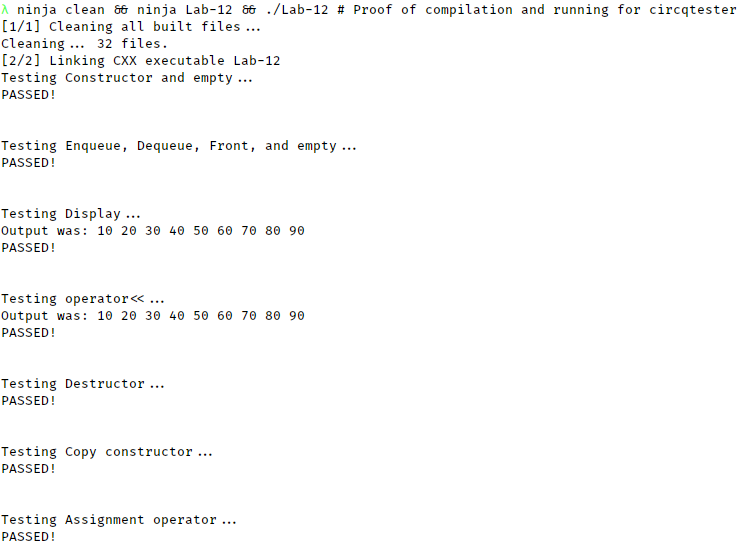 λ ninja clean && ninja Lab-12 && ./Lab-12 # Proof of compilation and running for circqtester
[1/1] Cleaning all built files...
Cleaning... 32 files.
[2/2] Linking CXX executable Lab-12
Testing Constructor and empty...
PASSED!
Testing Enqueue, Dequeue, Front, and empty...
PASSED!
Testing Display...
Output was: 10 20 30 40 50 60 70 80 90
PASSED!
Testing operator<<...
Output was: 10 20 30 40 50 60 70 80 90
PASSED!
Testing Destructor...
PASSED!
Testing Copy constructor...
PASSED!
Testing Assignment operator...
PASSED!